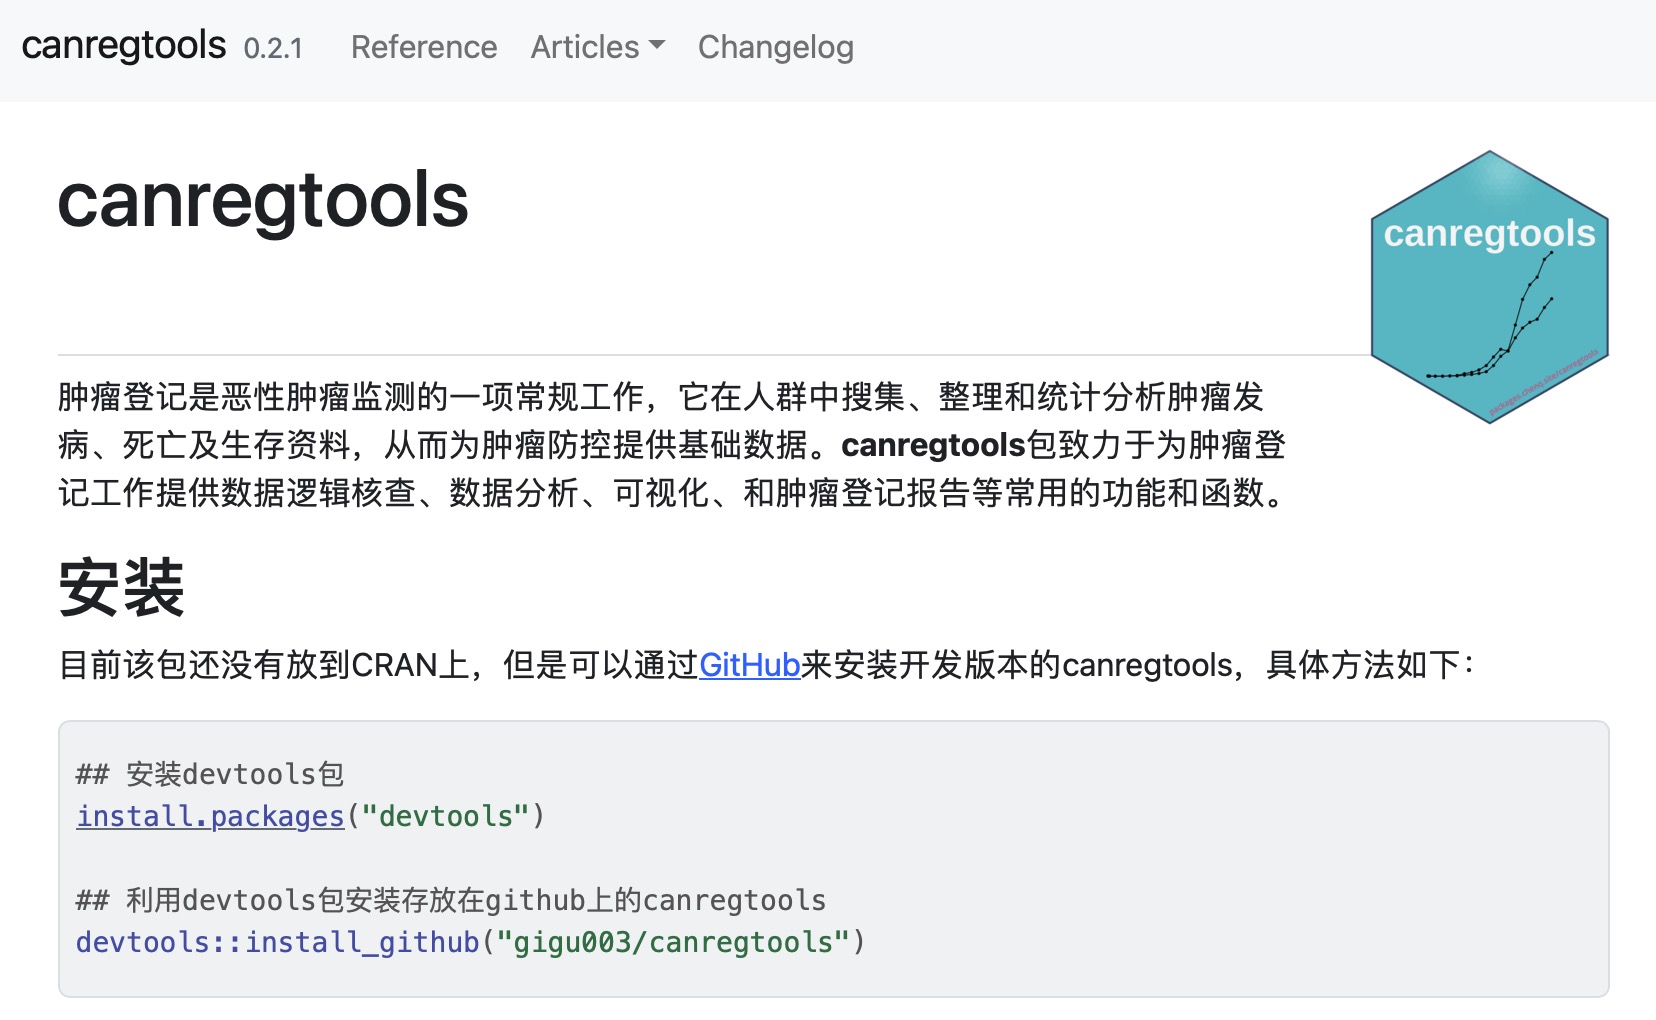 canregtools 0.2.1 Reference Articles Changelog
canregtools
canregtools
packages.cheng.site/canregtools
肿瘤登记是恶性肿瘤监测的一项常规工作，它在人群中搜集、整理和统计分析肿瘤发
病、死亡及生存资料，从而为肿瘤防控提供基础数据。canregtools包致力于为肿瘤登
记工作提供数据逻辑核查、数据分析、可视化、和肿瘤登记报告等常用的功能和函数。
安装
目前该包还没有放到CRAN上，但是可以通过GitHub来安装开发版本的canregtools，具体方法如下：
## 安装devtools包
install.packages("devtools")
## 利用devtools包安装存放在github上的canregtools
devtools::install_github("gigu003/canregtools")